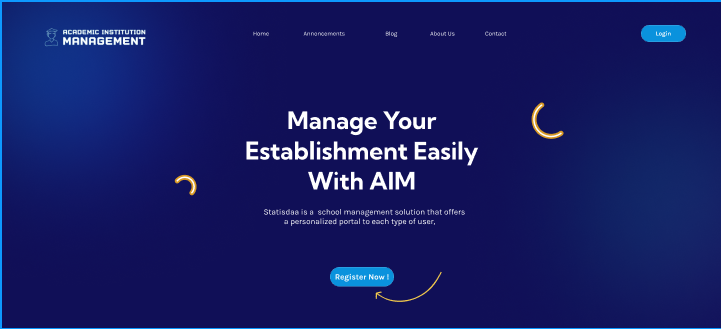 ACADEMIC INSTITUTION
MANAGEMENT
Home
Annoncements
Blog
About Us
Contact
Login
Manage Your
Establishment Easily
With AIM
Statisdaa is a school management solution that offers
a personalized portal to each type of user,
Register Now !